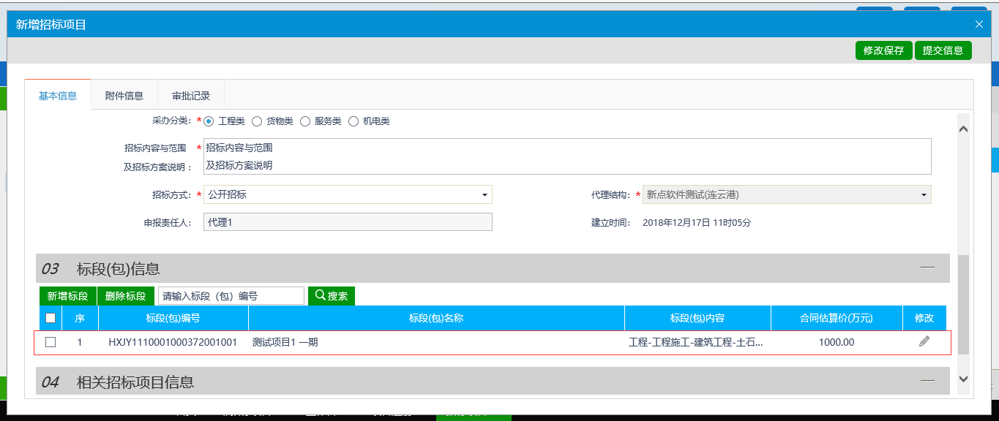 新增招标项目
修改保存 提交信息
基本信息 附件信息 审批记录
采办分类： * 工程类 货物类 服务类 机电类
招标内容与范围 * 招标内容与范围
及招标方案说明 ： 及招标方案说明
招标方式： * 公开招标 代理结构： * 新点软件测试(连云港)
申报责任人： 代理1 建立时间： 2018年12月17日 11时05分
03 标段(包)信息
新增标段 删除标段 请输入标段（包）编号 搜索
序 标段(包)编号 标段(包)名称 标段(包)内容 合同估算价(万元) 修改
1 HXJY1110001000372001001 测试项目1 一期 工程-工程施工-建筑工程-土石... 1000.00
04 相关招标项目信息